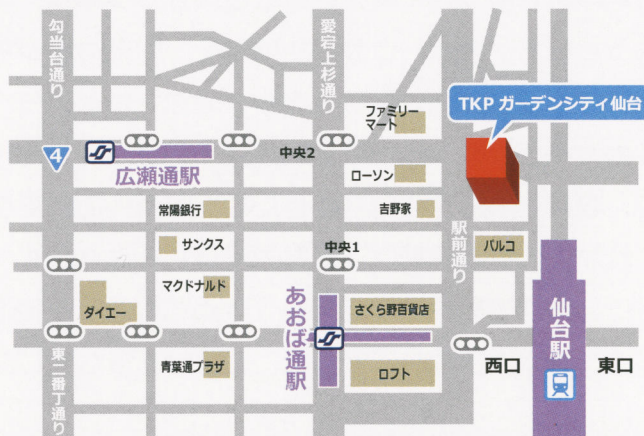 勾当台通り
愛宕上杉通り
ファミリー
マート
TKP ガーデンシティ仙台
4
広瀬通駅
中央2
ローソン
常陽銀行
吉野家
サンクス
中央1
駅前通り
パルコ
マクドナルド
ダイエー
あおば通駅
さくら野百貨店
仙台駅
青葉通プラザ
ロフト
西口
東口
東二番丁通り